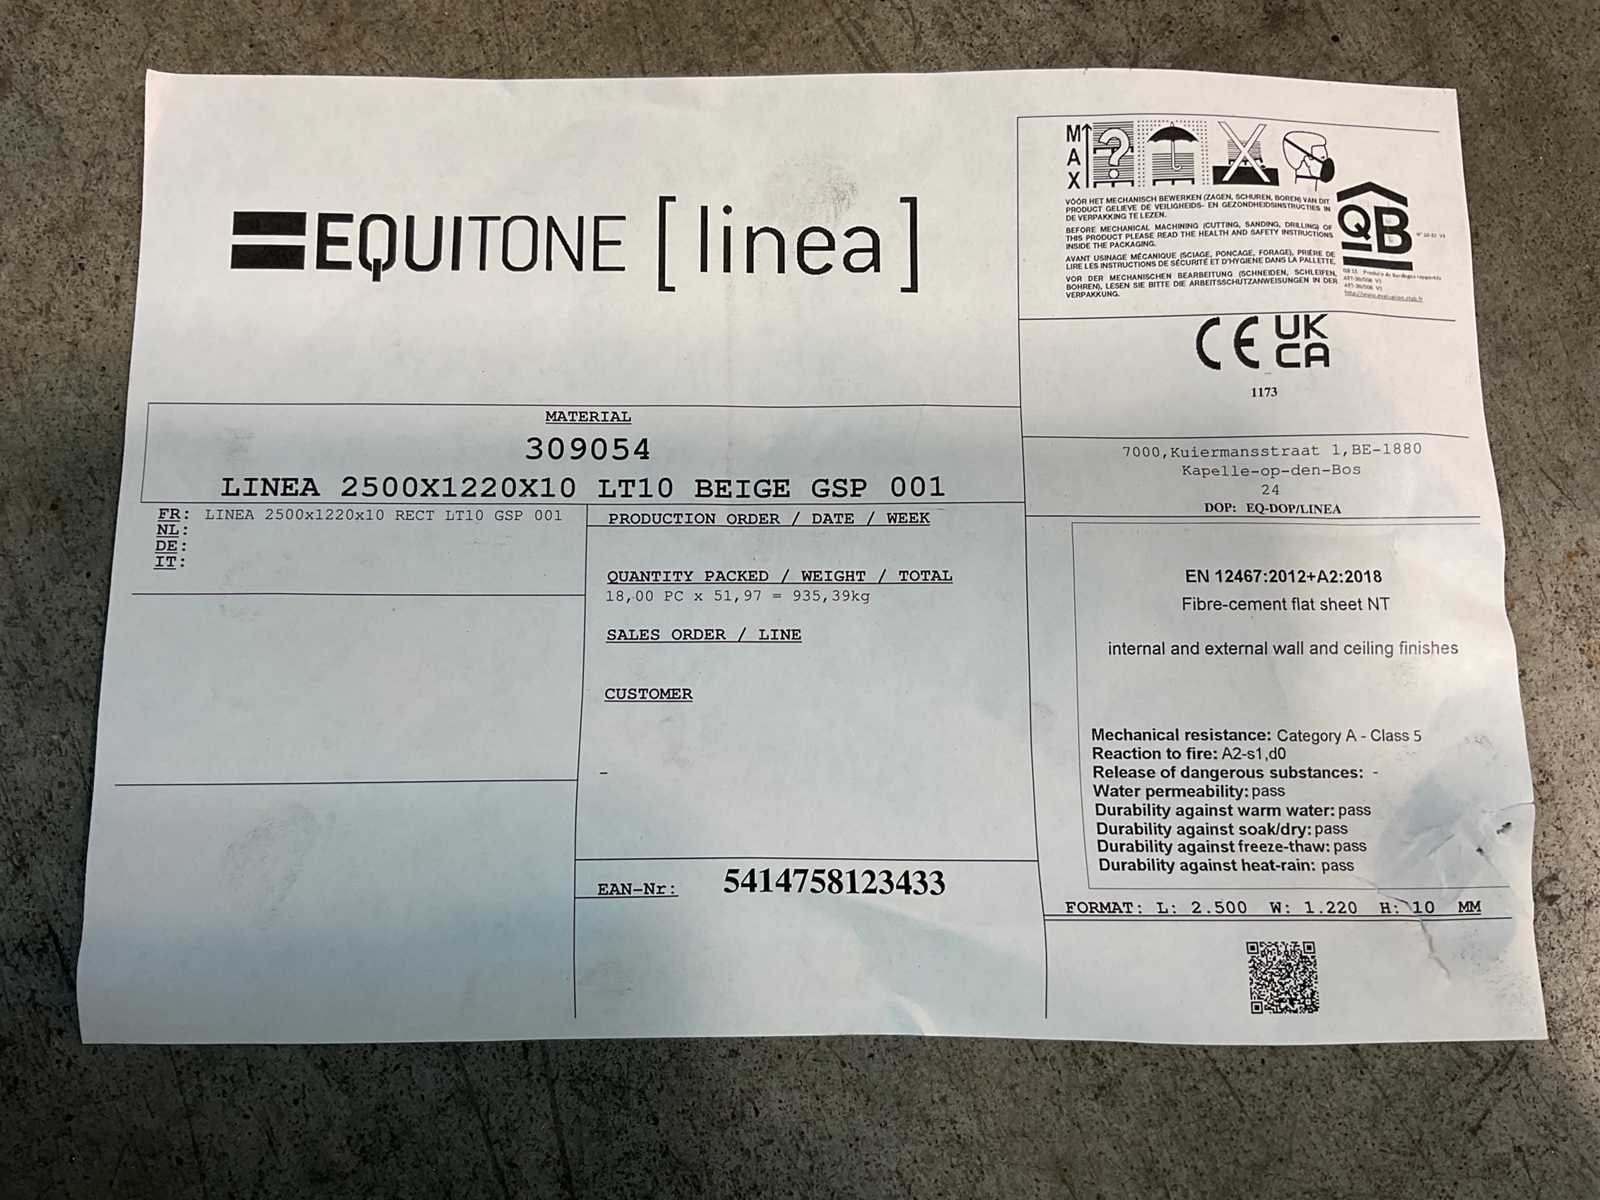 EQUITONE [linea]
MAX ?
VÓÓR HET MECHANISCH BEWERKEN (ZAGEN, SCHUREN, BOREN) VAN DIT
PRODUCT GELIEVE DE VEILIGHEIDS- EN GEZONDHEIDSINSTRUCTIES IN
DE VERPAKKING TE LEZEN.
BEFORE MECHANICAL MACHINING (CUTTING, SANDING, DRILLING) OF
THIS PRODUCT PLEASE READ THE HEALTH AND SAFETY INSTRUCTIONS
INSIDE THE PACKAGING.
AVANT USINAGE MÉCANIQUE (SCIAGE, PONCAGE, FORAGE), PRIÈRE DE
LIRE LES INSTRUCTIONS DE SÉCURITÉ ET D'HYGIENE DANS LA PALETTE.
VOR DER MECHANISCHEN BEARBEITUNG (SCHNEIDEN, SCHLEIFEN,
BOHREN), LESEN SIE BITTE DIE ARBEITSSCHUTZANWEISUNGEN IN DER
VERPAKKUNG.
QB
CE UK
CA
1173
7000,Kuiermansstraat 1,BE-1880
Kapelle-op-den-Bos
24
DOP: EQ-DOP/LINEA
MATERIAL
309054
LINEA 2500X1220X10 LT10 BEIGE GSP 001
FR: LINEA 2500x1220x10 RECT LT10 GSP 001
NL:
DE:
IT:
PRODUCTION ORDER / DATE / WEEK
QUANTITY PACKED / WEIGHT / TOTAL
18,00 PC x 51,97 = 935,39kg
SALES ORDER / LINE
CUSTOMER
-
EAN-Nr: 5414758123433
EN 12467:2012+A2:2018
Fibre-cement flat sheet NT
internal and external wall and ceiling finishes
Mechanical resistance: Category A - Class 5
Reaction to fire: A2-s1,d0
Release of dangerous substances: -
Water permeability: pass
Durability against warm water: pass
Durability against soak/dry: pass
Durability against freeze-thaw: pass
Durability against heat-rain: pass
FORMAT: L: 2.500 W: 1.220 H: 10 MM